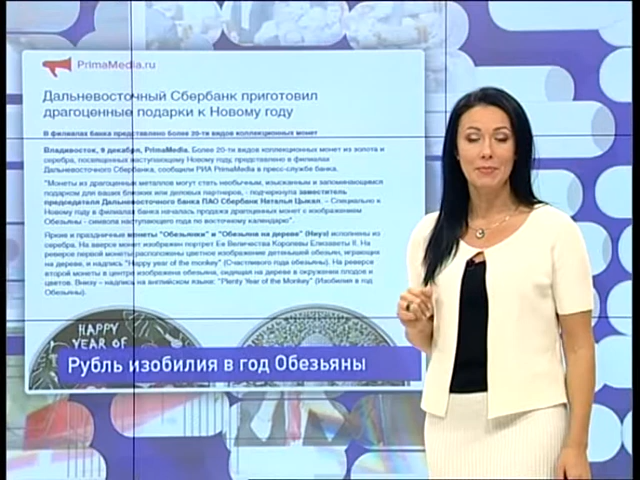 PrimaMedia.ru
Дальневосточный Сбербанк приготовил
драгоценные подарки к Новому году
В филиалах банка представлено более 20-ти видов коллекционных монет
Владивосток, 9 декабря, PrimaMedia. Более 20-ти видов коллекционных монет из золота и
серебра, посвященных наступающему Новому году, представлено в филиалах
Дальневосточного Сбербанка, сообщили РИА PrimaMedia в пресс-службе банка.
"Монеты из драгоценных металлов могут стать необычным, изысканным и запоминающимся
подарком для ваших близких или деловых партнеров, - подчеркнула заместитель
председателя Дальневосточного банка ПАО Сбербанк Наталья Цыкал. – Специально к
Новому году в филиалах банка началась продажа драгоценных монет с изображением
Обезьяны - символа наступающего года по восточному календарю".
Яркие и праздничные монеты "Обезьянки" и "Обезьяна на дереве" (Ниуэ) исполнены из
серебра. На аверсе монет изображен портрет Ее Величества Королевы Елизаветы II. На
реверсе первой монеты расположены цветное изображение детенышей обезьян, играющих
на дереве, и надпись "Happy year of the monkey" (Счастливого года обезьяны). На реверсе
второй монеты в центре изображена обезьяна, сидящая на дереве в окружении плодов и
цветов. Внизу – надпись на английском языке: "Plenty Year of the Monkey" (Изобилия в год
Обезьяны).
HAPPY
YEAR OF
Рубль изобилия в год Обезьяны